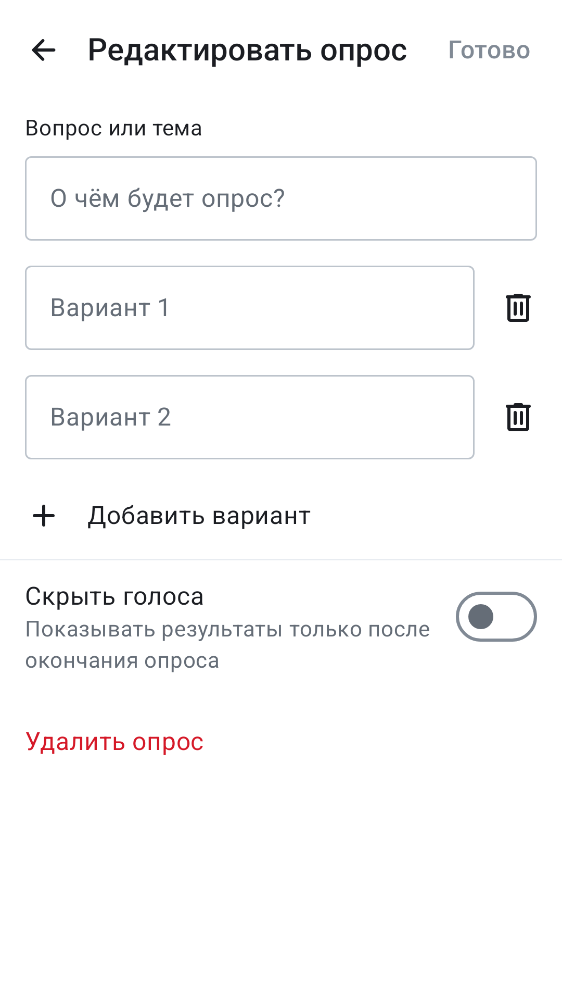 Редактировать опрос Готово
Вопрос или тема
О чём будет опрос?
Вариант 1
Вариант 2
Добавить вариант
Скрыть голоса
Показывать результаты только после
окончания опроса
Удалить опрос